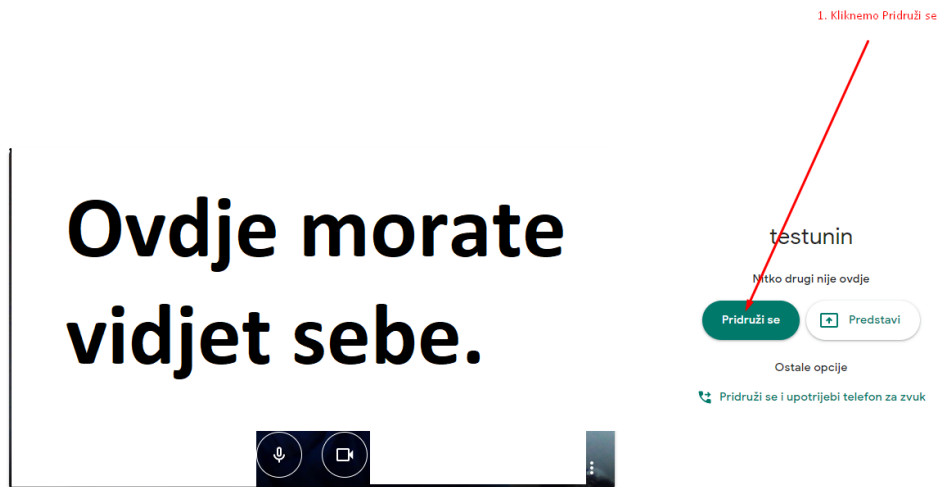 1. Kliknemo Pridruži se
Ovdje morate
vidjet sebe.
testunin
Nitko drugi nije ovdje
Pridruži se
Predstavi
Ostale opcije
Pridruži se i upotrijebi telefon za zvuk